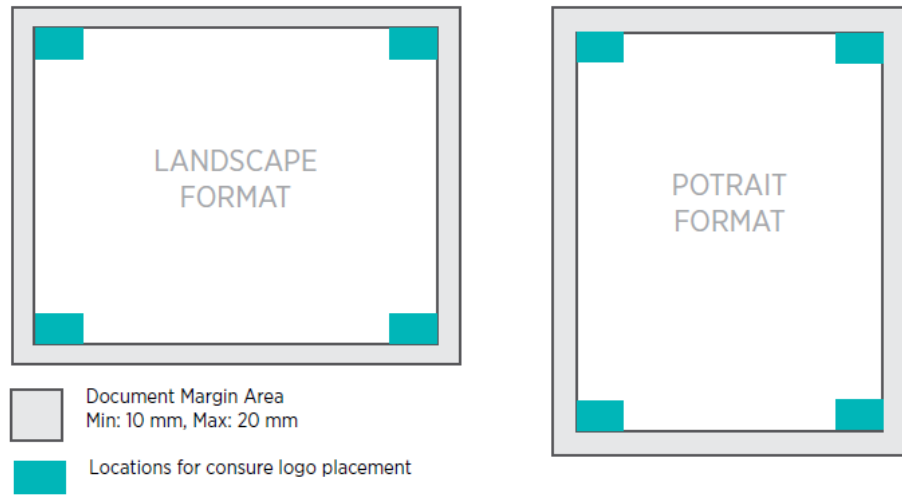 LANDSCAPE
FORMAT
POTRAIT
FORMAT
Document Margin Area
Min: 10 mm, Max: 20 mm
Locations for consure logo placement